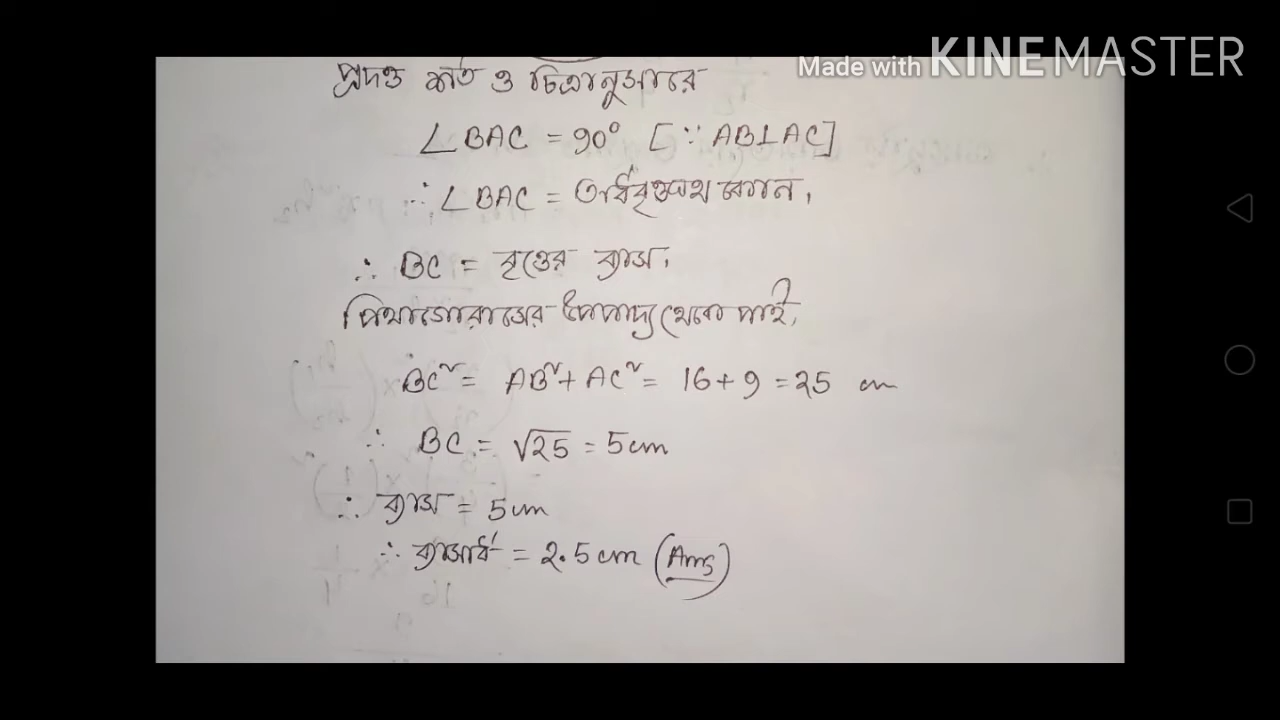 Made with KINEMASTER
প্রদত্ত শর্ত ও চিত্রানুসারে
∠BAC = 90° [∵ AB⊥AC]
∴ ∠BAC = অর্ধবৃত্তস্থ কোন,
∴ BC = বৃত্তের ব্যাস,
পিথাগোরাসের উপপাদ্য থেকে পাই,
BC² = AB² + AC² = 16 + 9 = 25 cm
∴ BC = √25 = 5cm
∴ ব্যাস = 5cm
∴ ব্যাসার্ধ = 2.5 cm (Ans)